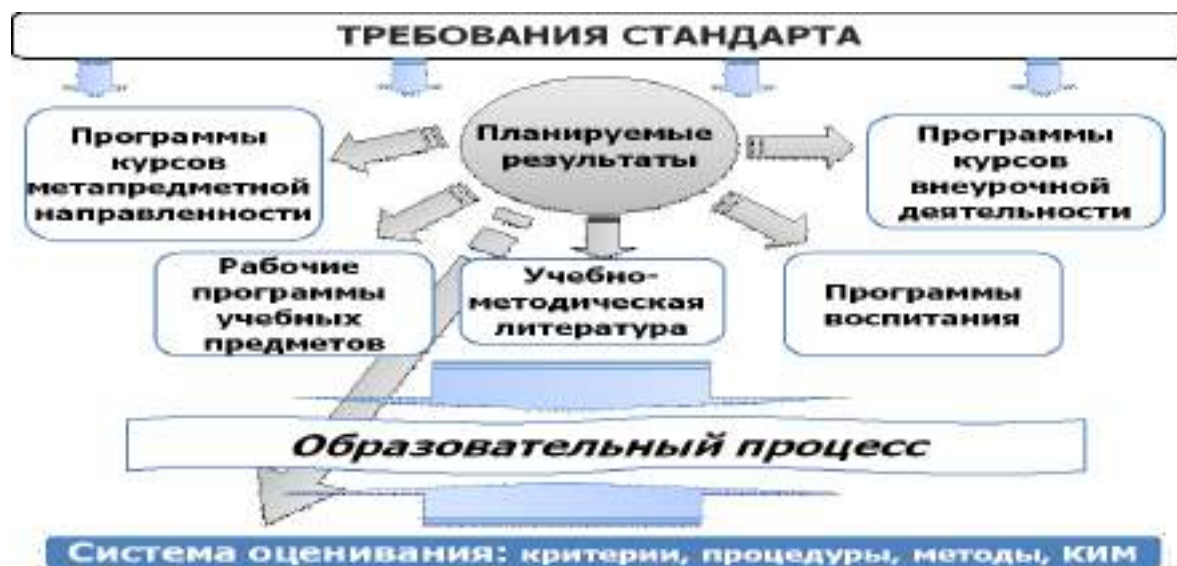 ТРЕБОВАНИЯ СТАНДАРТА
Программы
курсов
метапредметной
направленности
Планируемые
результаты
Программы
курсов
внеурочной
деятельности
Рабочие
программы
учебных
предметов
Учебно-
методическая
литература
Программы
воспитания
Образовательный процесс
Система оценивания: критерии, процедуры, методы, КИМ